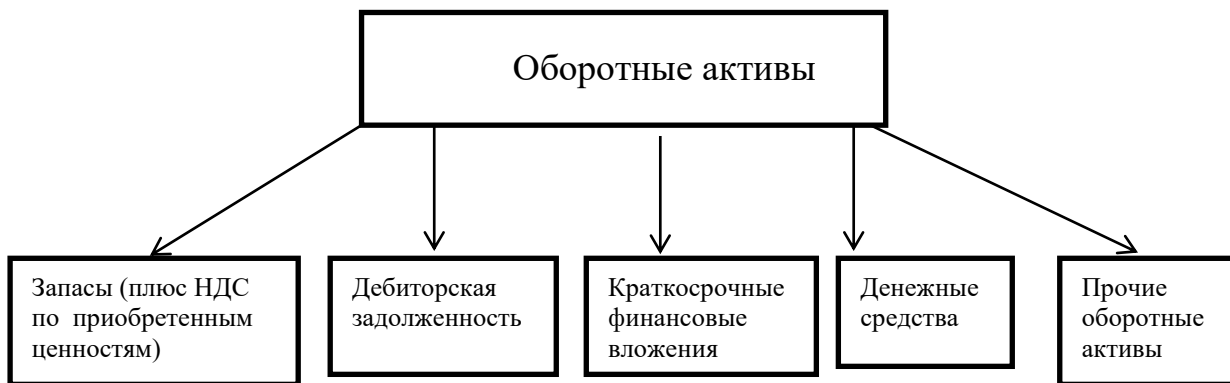 Оборотные активы
Запасы (плюс НДС
по приобретенным
ценностям)
Дебиторская
задолженность
Краткосрочные
финансовые
вложения
Денежные
средства
Прочие
оборотные
активы